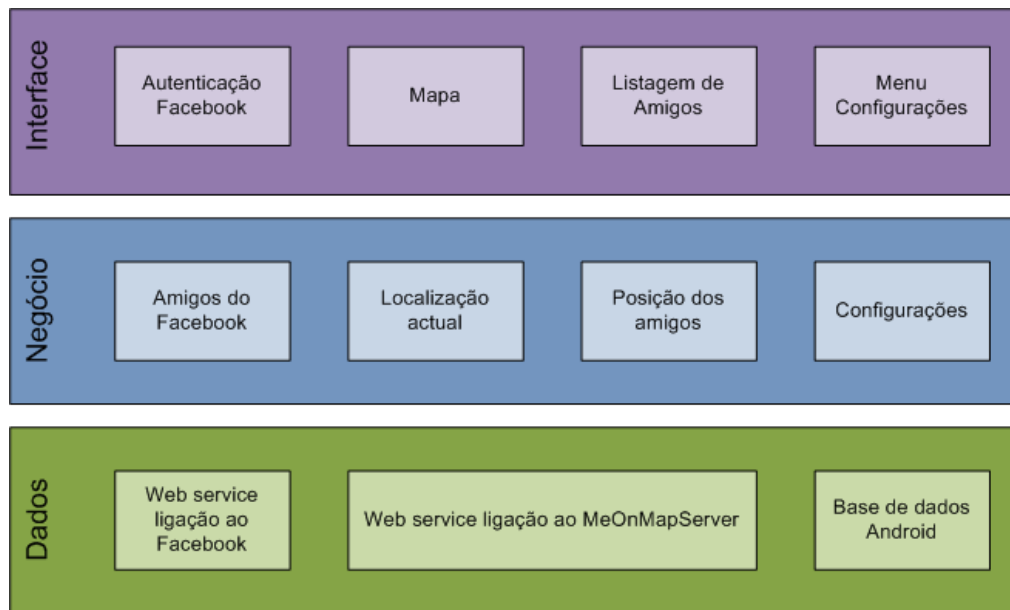 Interface
Autenticação
Facebook
Mapa
Listagem de
Amigos
Menu
Configurações
Negócio
Amigos do
Facebook
Localização
actual
Posição dos
amigos
Configurações
Dados
Web service
ligação ao
Facebook
Web service ligação ao MeOnMapServer
Base de dados
Android